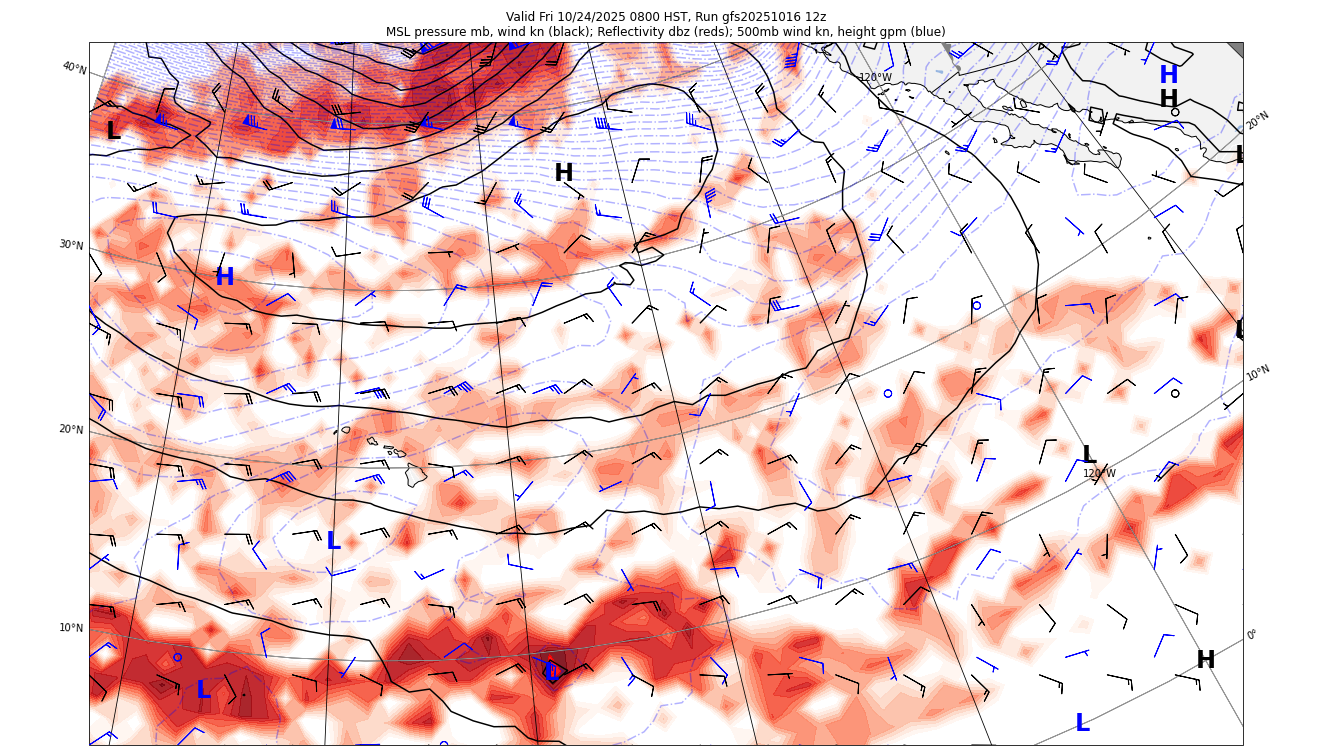 Valid Fri 10/24/2025 0800 HST, Run gfs20251016 12z
MSL pressure mb, wind kn (black); Reflectivity dbz (reds); 500mb wind kn, height gpm (blue)
40°N
120°W
H
H
20°N
L
L
H
30°N
H
L
10°N
20°N
L
120°W
L
10°N
0°
H
L
L
L